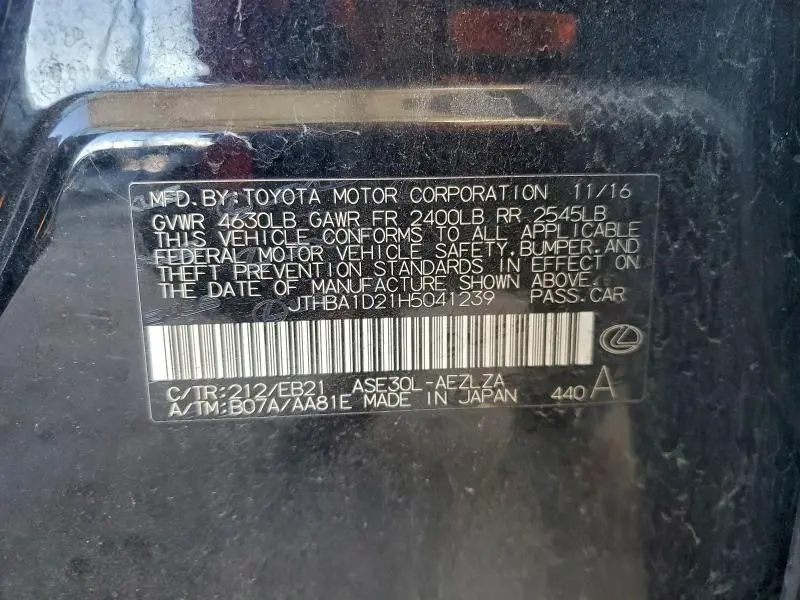 MFD.BY:TOYOTA MOTOR CORPORATION 11/16
GVWR 4630LB GAWR FR 2400LB RR 2545LB
THIS VEHICLE CONFORMS TO ALL APPLICABLE
FEDERAL MOTOR VEHICLE SAFETY,BUMPER,AND
THEFT PREVENTION STANDARDS IN EFFECT ON
THE DATE OF MANUFACTURE SHOWN ABOVE.
JTHBA1D21H5041239 PASS.CAR
C/TR:212/EB21 ASE30L-AEZLZA
A/TM:B07A/AA81E MADE IN JAPAN 440 A